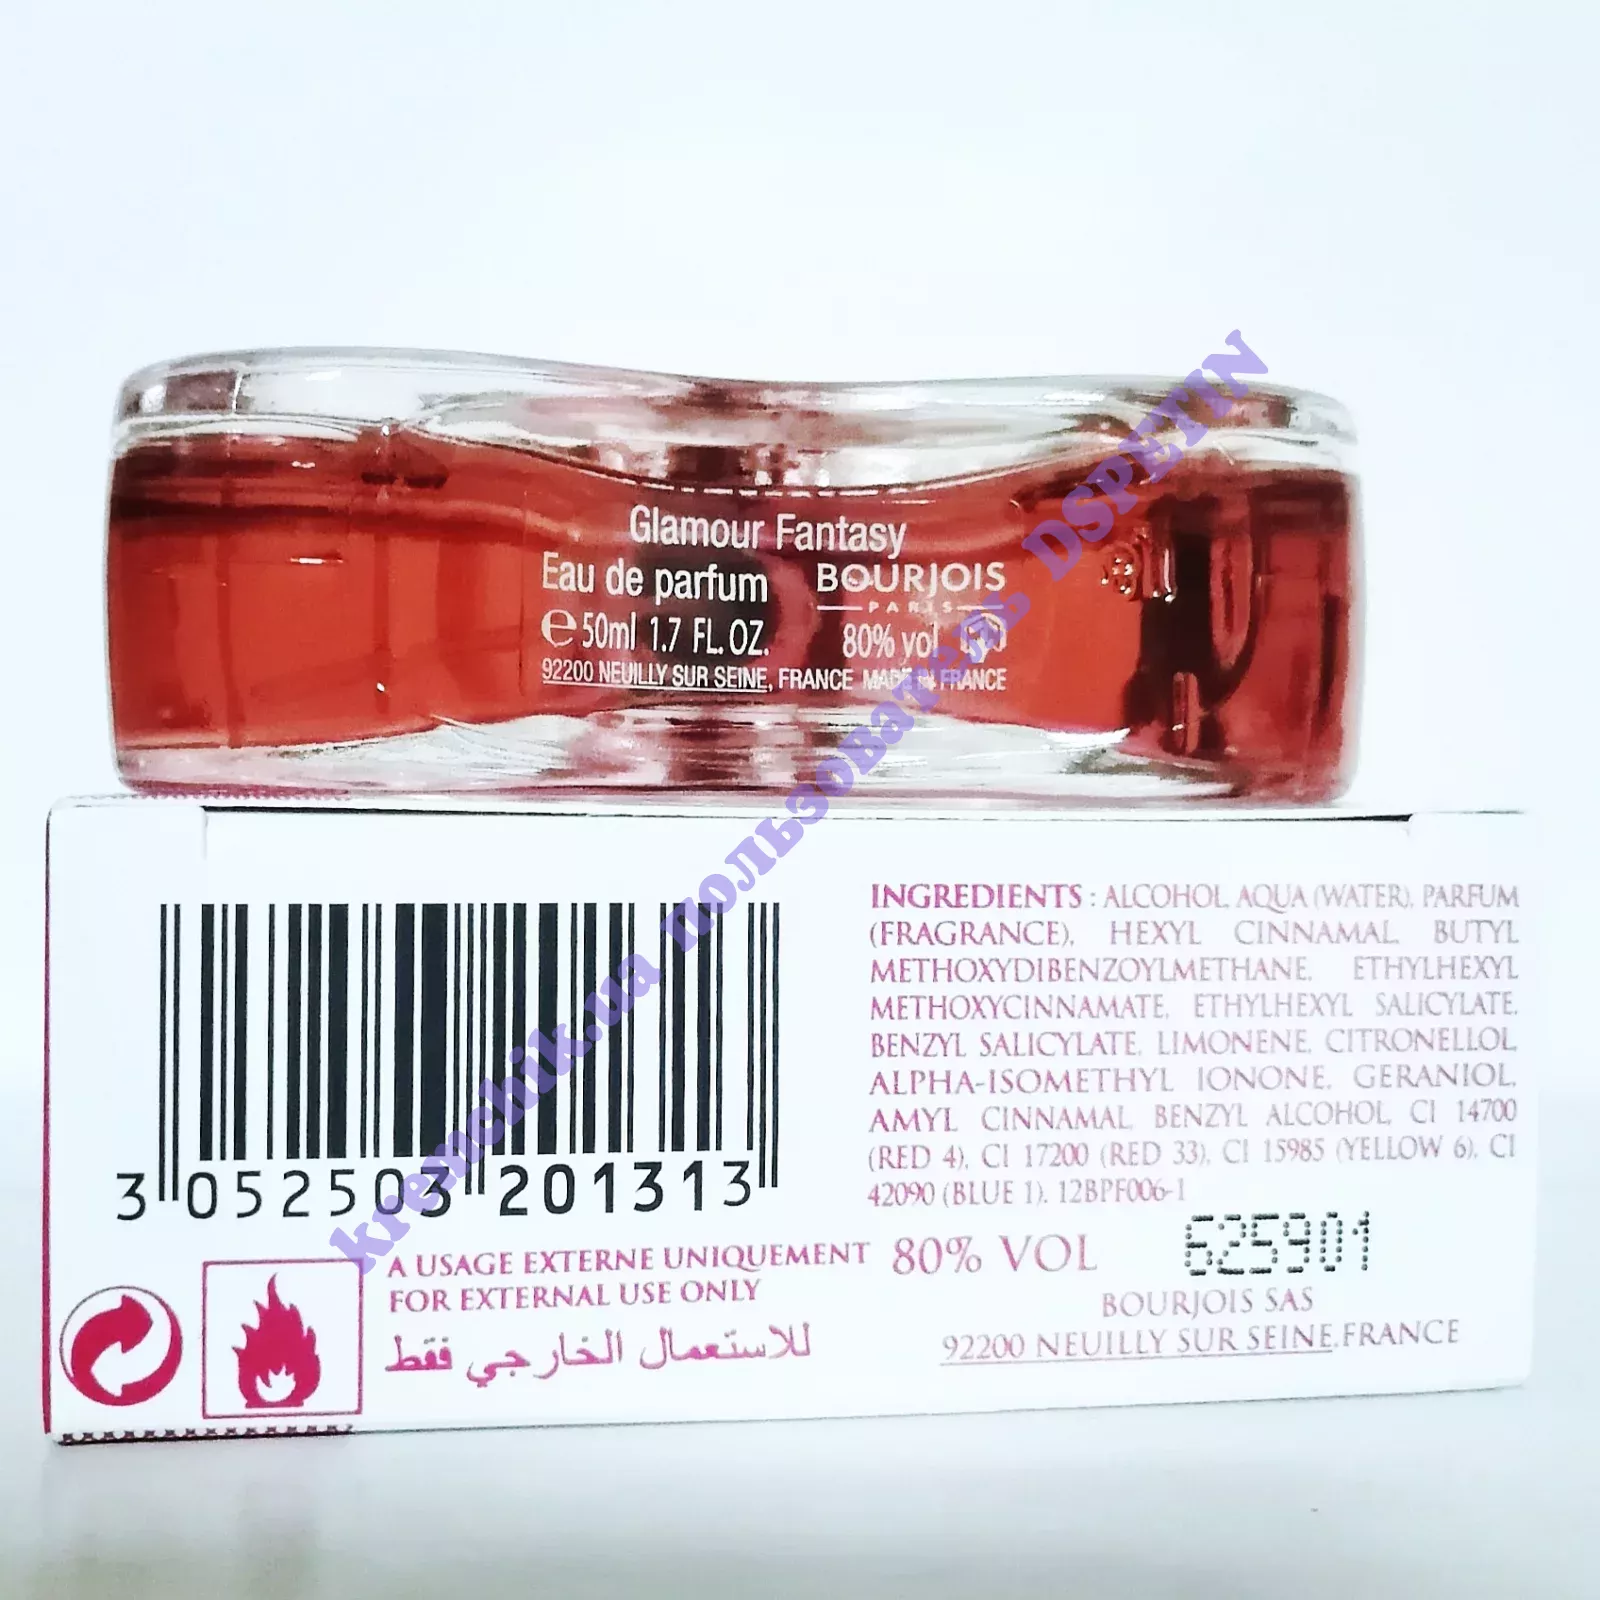 Glamour Fantasy
Eau de parfum
BOURJOIS
PARIS
℮ 50ml 1.7 FL.OZ.
80% vol
92200 NEUILLY SUR SEINE, FRANCE MADE IN FRANCE
kremchik.ua пользователь DSPETIN
3 052503 201313
INGREDIENTS : ALCOHOL, AQUA (WATER), PARFUM
(FRAGRANCE), HEXYL CINNAMAL, BUTYL
METHOXYDIBENZOYLMETHANE, ETHYLHEXYL
METHOXYCINNAMATE, ETHYLHEXYL SALICYLATE,
BENZYL SALICYLATE, LIMONENE, CITRONELLOL,
ALPHA-ISOMETHYL IONONE, GERANIOL,
AMYL CINNAMAL, BENZYL ALCOHOL, CI 14700
(RED 4), CI 17200 (RED 33), CI 15985 (YELLOW 6), CI
42090 (BLUE 1). 12BPF006-1
A USAGE EXTERNE UNIQUEMENT
FOR EXTERNAL USE ONLY
للاستعمال الخارجي فقط
80% VOL
625901
BOURJOIS SAS
92200 NEUILLY SUR SEINE.FRANCE